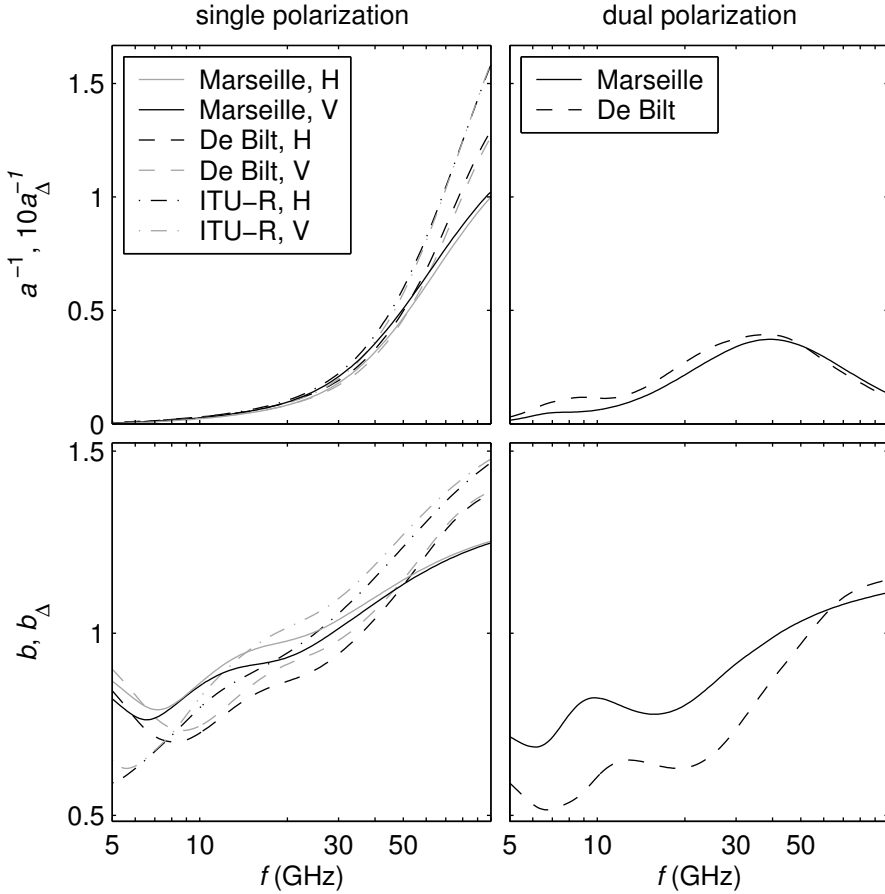 single polarization
dual polarization
1.5
1
0.5
0
a⁻¹, 10a_Δ⁻¹
Marseille, H
Marseille, V
De Bilt, H
De Bilt, V
ITU−R, H
ITU−R, V
Marseille
De Bilt
1.5
1
0.5
b, b_Δ
5
10
30
50
5
10
30
50
f (GHz)
f (GHz)